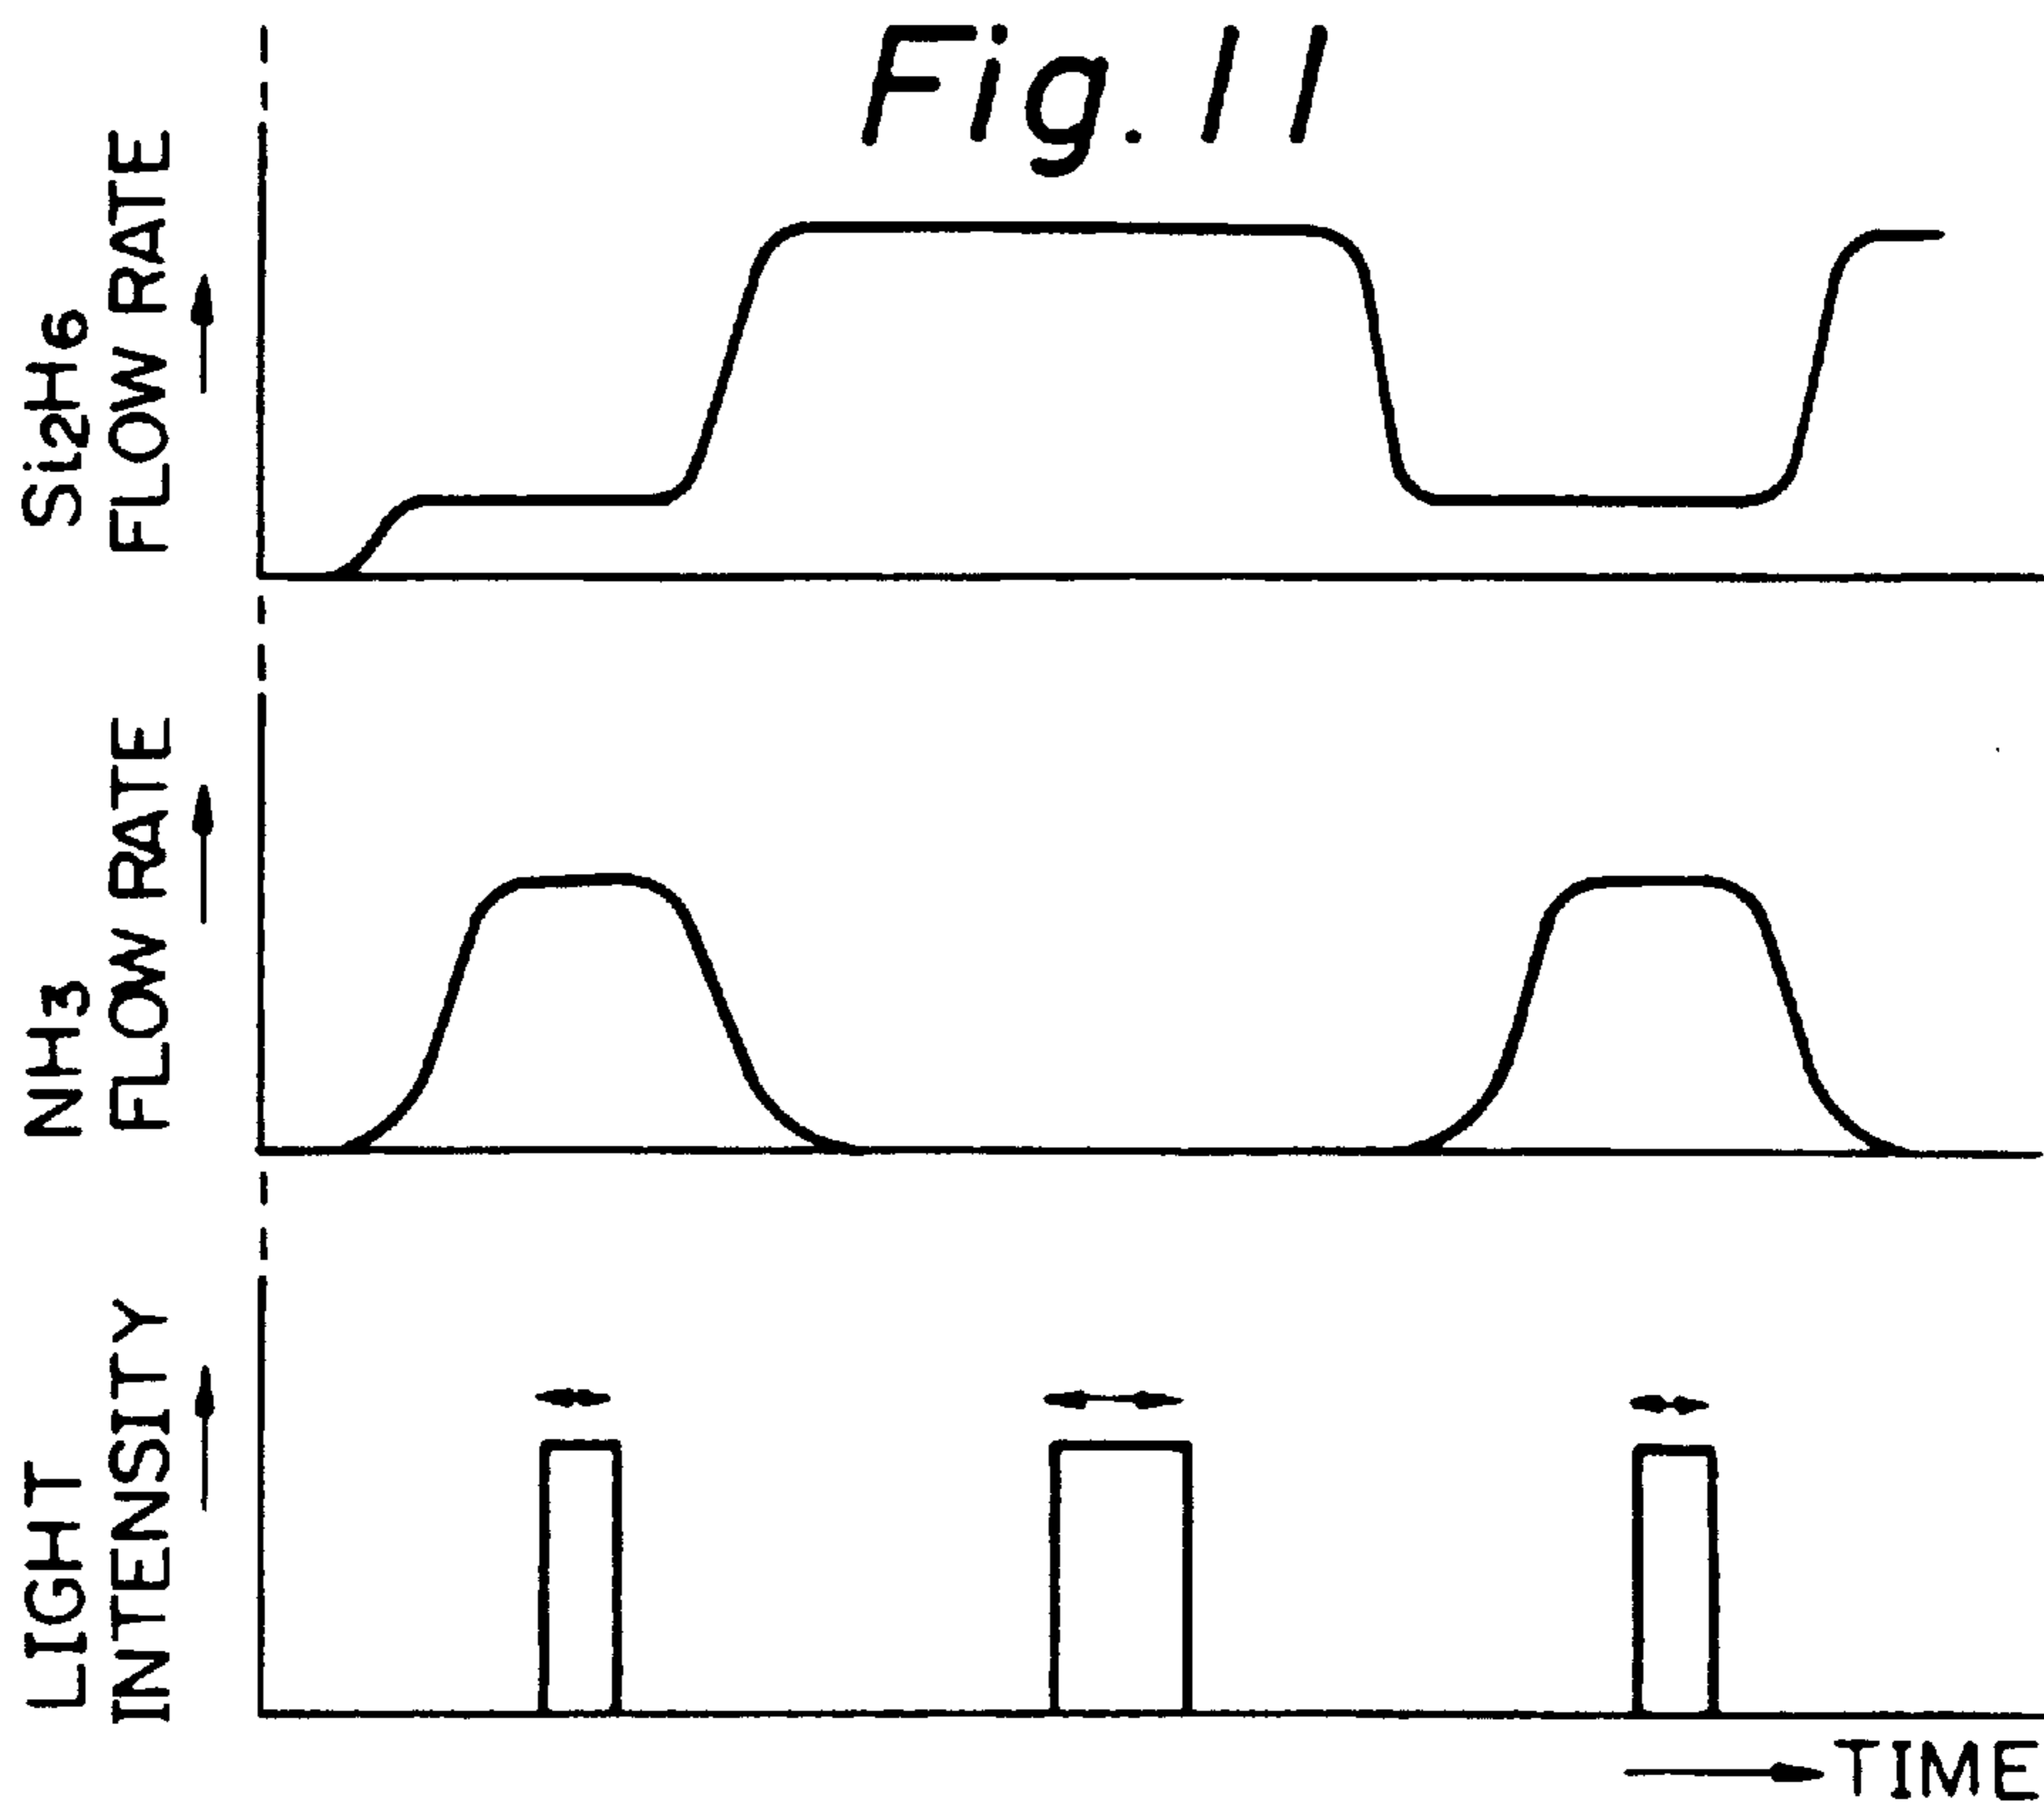 Fig. 11
Si2H6
FLOW RATE
NH3
FLOW RATE
LIGHT
INTENSITY
TIME